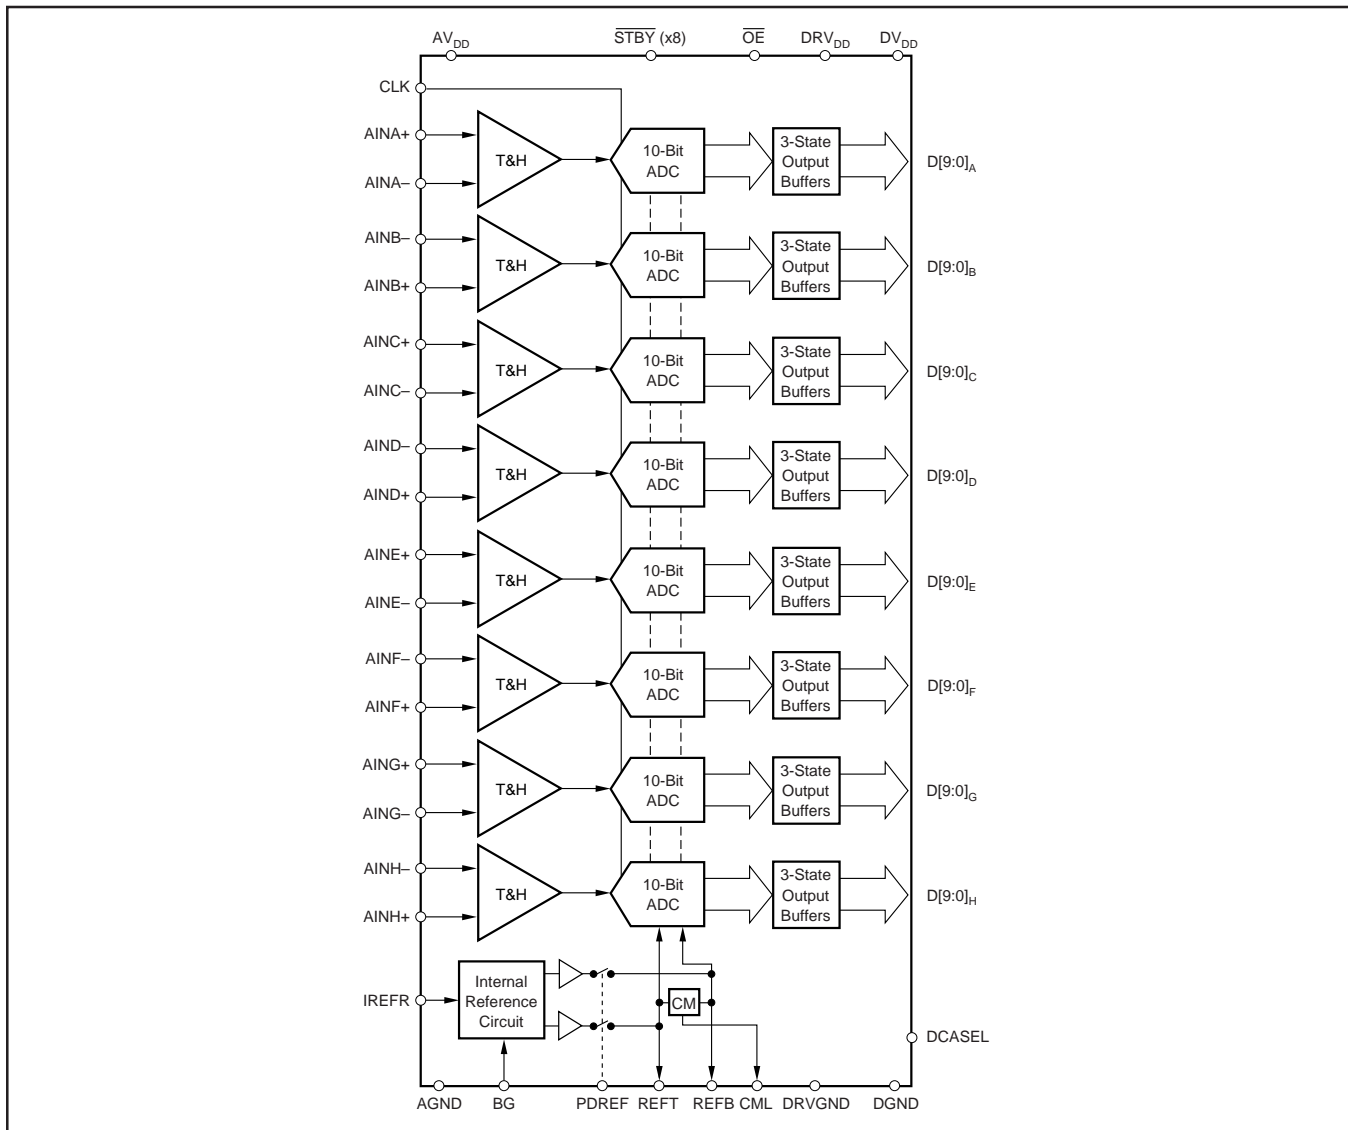 AVDD
STBY (x8)
OE
DRVDD
DVDD
CLK
AINA+
AINA–
T&H
10-Bit
ADC
3-State
Output
Buffers
D[9:0]A
AINB–
AINB+
T&H
10-Bit
ADC
3-State
Output
Buffers
D[9:0]B
AINC+
AINC–
T&H
10-Bit
ADC
3-State
Output
Buffers
D[9:0]C
AIND–
AIND+
T&H
10-Bit
ADC
3-State
Output
Buffers
D[9:0]D
AINE+
AINE–
T&H
10-Bit
ADC
3-State
Output
Buffers
D[9:0]E
AINF–
AINF+
T&H
10-Bit
ADC
3-State
Output
Buffers
D[9:0]F
AING+
AING–
T&H
10-Bit
ADC
3-State
Output
Buffers
D[9:0]G
AINH–
AINH+
T&H
10-Bit
ADC
3-State
Output
Buffers
D[9:0]H
IREFR
Internal
Reference
Circuit
CM
DCASEL
AGND
BG
PDREF
REFT
REFB
CML
DRVGND
DGND